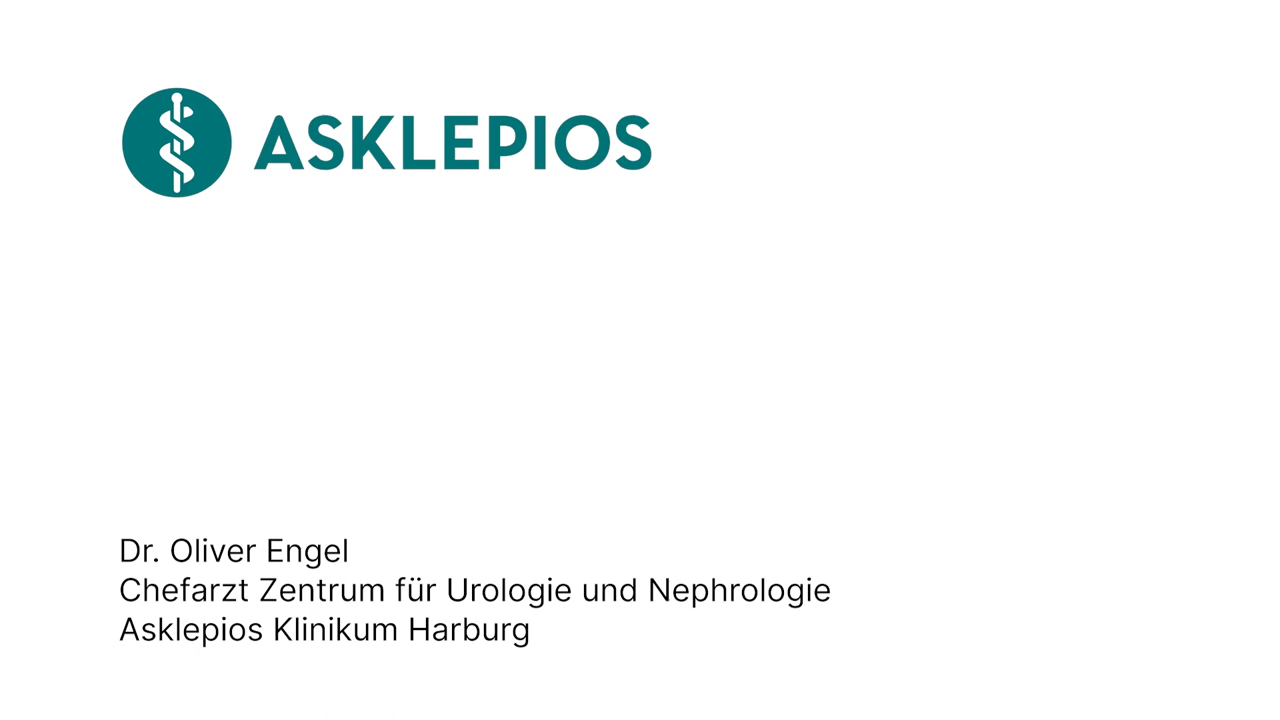 ASKLEPIOS
Dr. Oliver Engel
Chefarzt Zentrum für Urologie und Nephrologie
Asklepios Klinikum Harburg